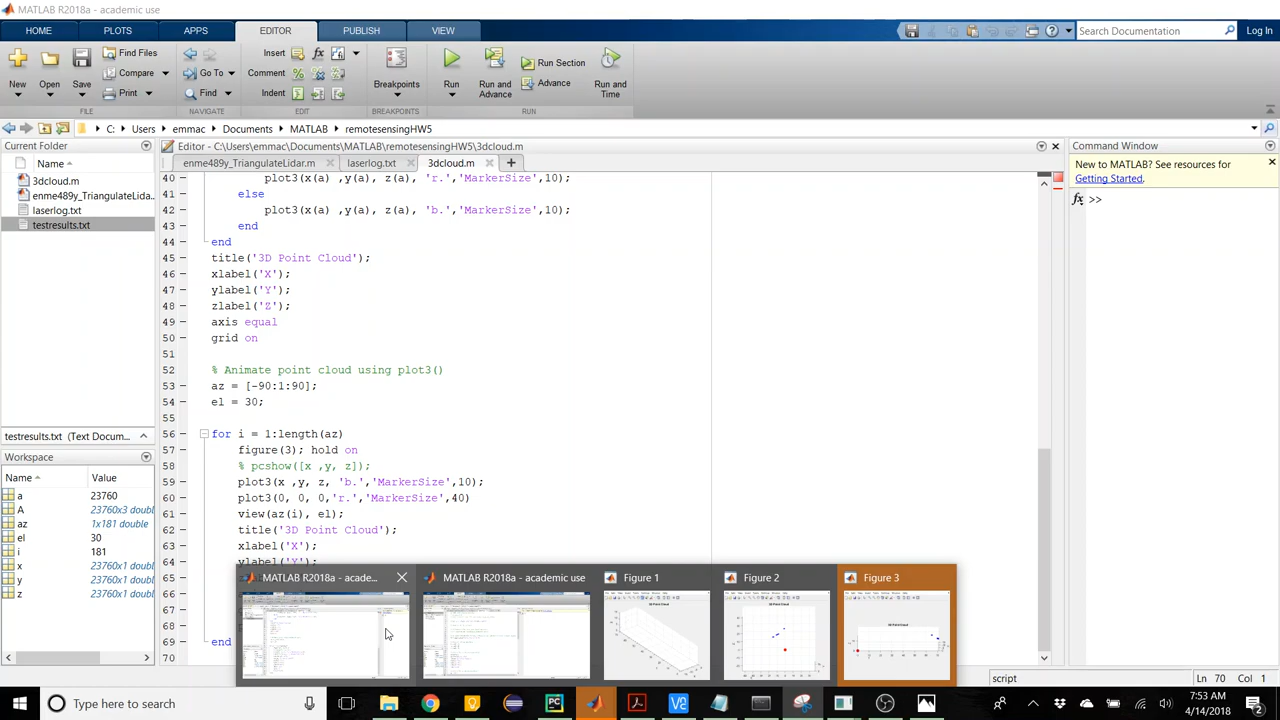 MATLAB R2018a - academic use
HOME PLOTS APPS EDITOR PUBLISH VIEW Search Documentation Log In
New Open Save Find Files Compare Print Go To Find Insert Comment Indent Breakpoints Run Run and Advance Run Section Advance Run and Time
FILE NAVIGATE EDIT BREAKPOINTS RUN
C: Users emmac Documents MATLAB remotesensingHW5
Current Folder
Name
3dcloud.m
enme489y_TriangulateLida...
laserlog.txt
testresults.txt
testresults.txt (Text Docum...
Workspace
Name Value
a 23760
A 23760x3 doubl
az 1x181 double
el 30
i 181
x 23760x1 doubl
y 23760x1 doubl
z 23760x1 doubl
Editor - C:\Users\emmac\Documents\MATLAB\remotesensingHW5\3dcloud.m
enme489y_TriangulateLidar.m laserlog.txt 3dcloud.m
40 plot3(x(a) ,y(a), z(a), 'r.','MarkerSize',10);
41 else
42 plot3(x(a) ,y(a), z(a), 'b.','MarkerSize',10);
43 end
44 end
45 title('3D Point Cloud');
46 xlabel('X');
47 ylabel('Y');
48 zlabel('Z');
49 axis equal
50 grid on
51
52 % Animate point cloud using plot3()
53 az = [-90:1:90];
54 el = 30;
55
56 for i = 1:length(az)
57 figure(3); hold on
58 % pcshow([x ,y, z]);
59 plot3(x ,y, z, 'b.','MarkerSize',10);
60 plot3(0, 0, 0,'r.','MarkerSize',40)
61 view(az(i), el);
62 title('3D Point Cloud');
63 xlabel('X');
64 ylabel('Y');
65
66
67
68
69 end
70
Command Window
New to MATLAB? See resources for
Getting Started.
fx >>
MATLAB R2018a - acade...
MATLAB R2018a - academic use
Figure 1
Figure 2
Figure 3
script Ln 70 Col 1
Type here to search
7:53 AM
4/14/2018
2